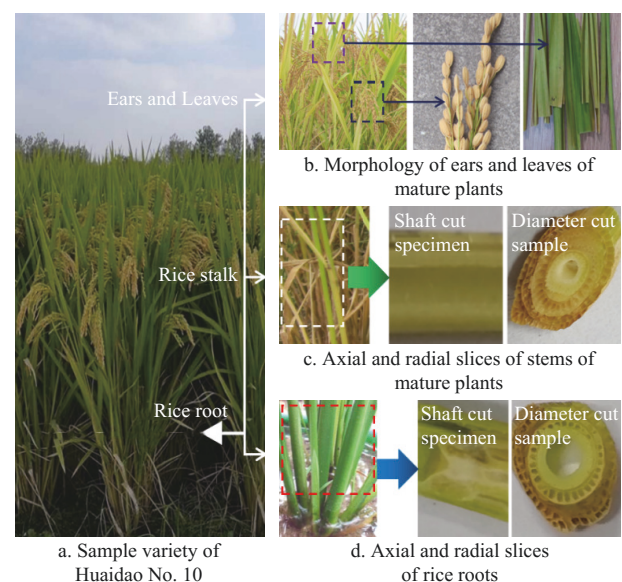 Ears and Leaves
Rice stalk
Rice root
a. Sample variety of
Huaidao No. 10
b. Morphology of ears and leaves of
mature plants
Shaft cut
specimen
Diameter cut
sample
c. Axial and radial slices of stems of
mature plants
Shaft cut
specimen
Diameter cut
sample
d. Axial and radial slices
of rice roots